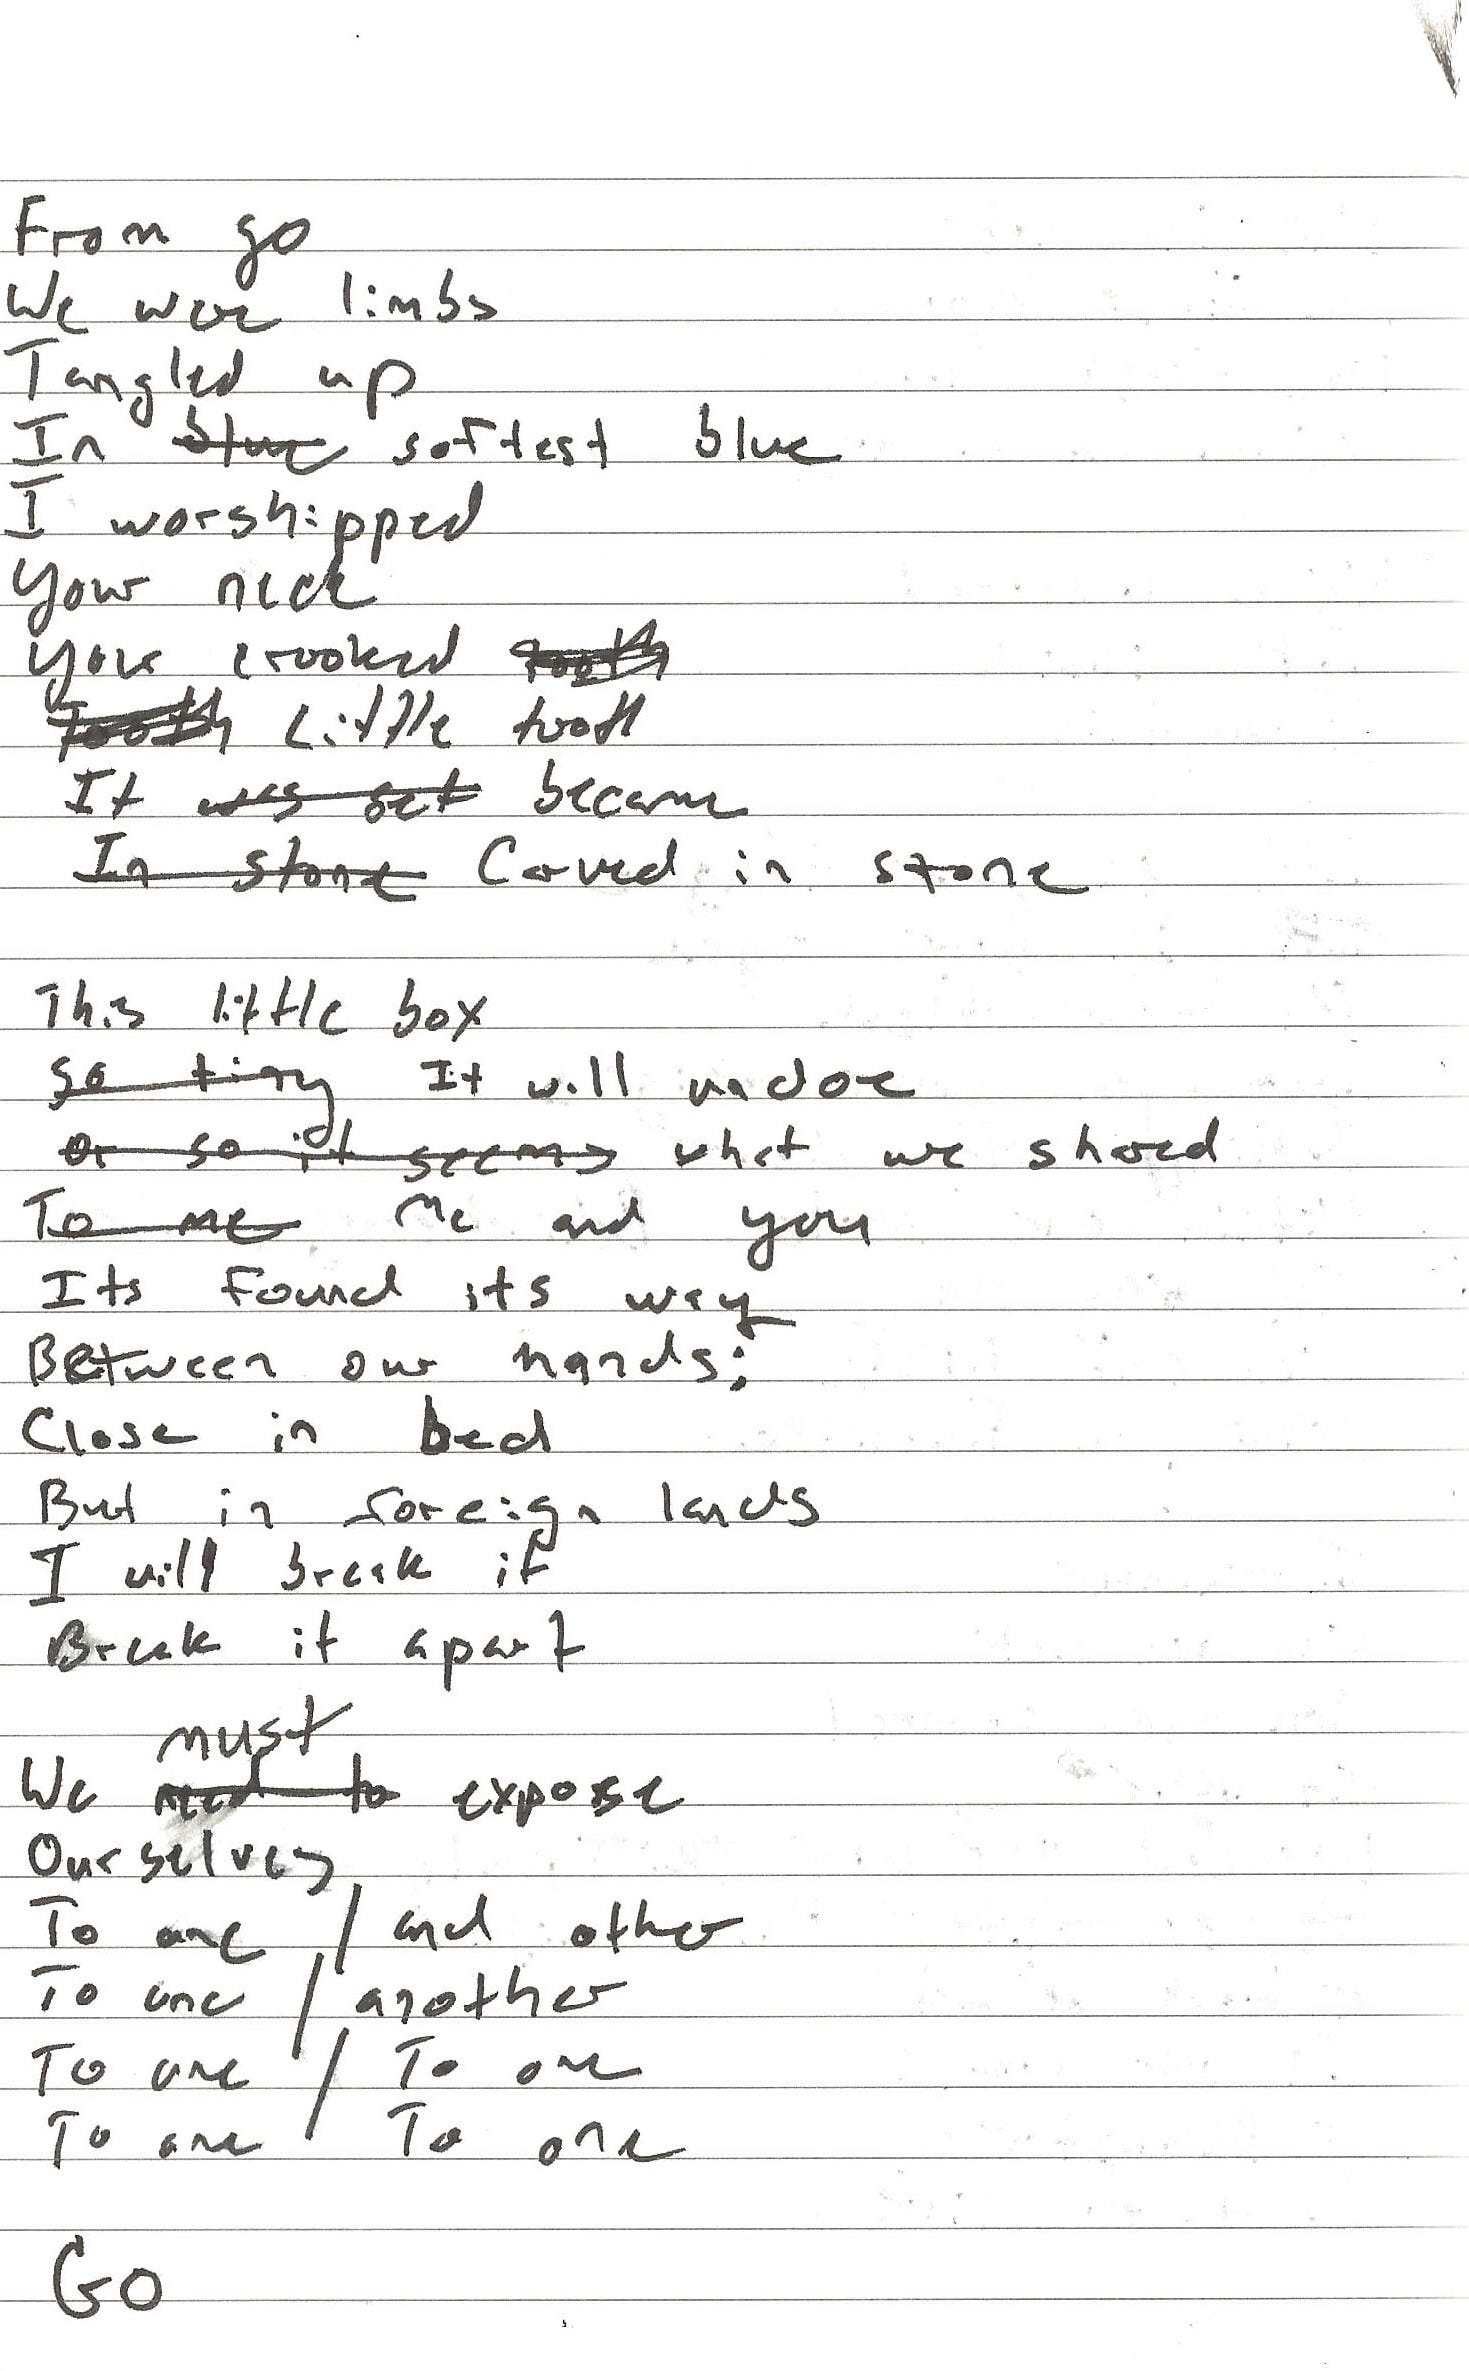 From go
We were limbs
Tangled up
In ~~blue~~ softest blue
I worshipped
Your neck
Your crooked ~~tooth~~
~~Tooth~~ Little tooth
It ~~was set~~ became
~~In stone~~ Carved in stone
This little box
~~So tiny~~ It will undoe
~~Or so it seems~~ what we shared
~~To me~~ Me and you
Its found its way
Between our hands;
Close in bed
But in foreign lands
I will break it
Break it apart
must
We ~~need to~~ expose
Ourselves
To one / and other
To one / another
To one / To one
To one / To one
GO